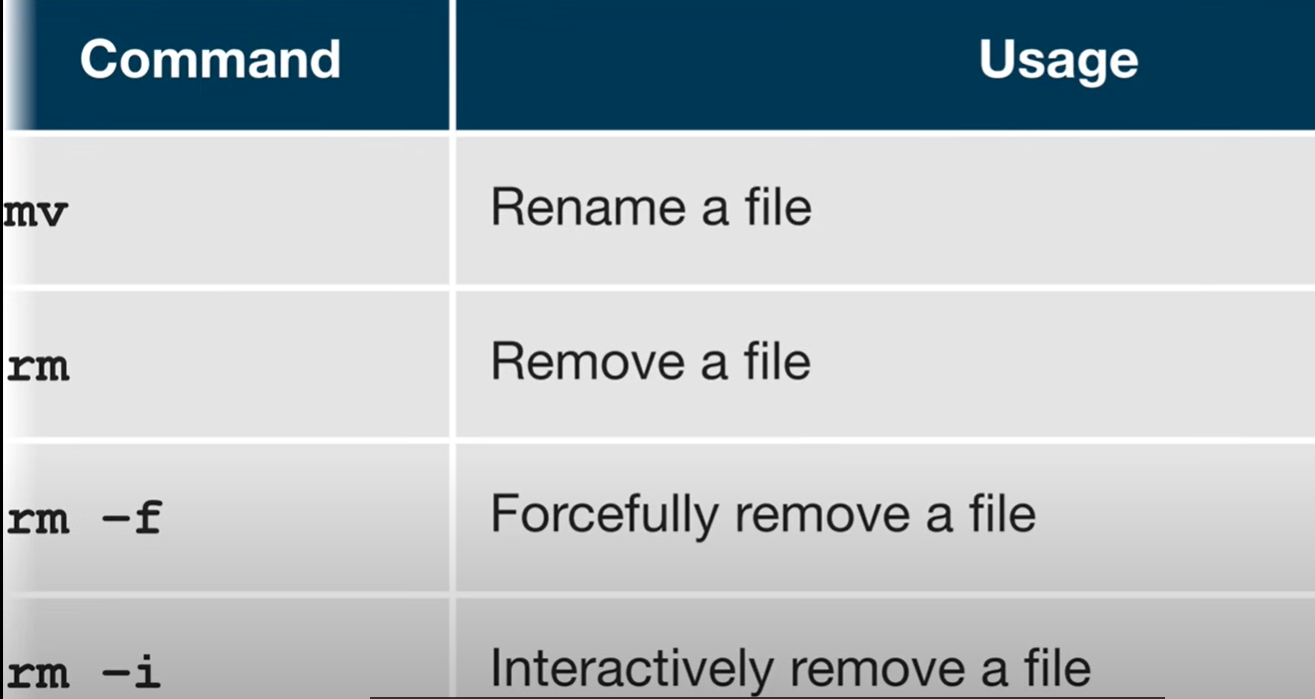 Command Usage
mv Rename a file
rm Remove a file
rm -f Forcefully remove a file
rm -i Interactively remove a file